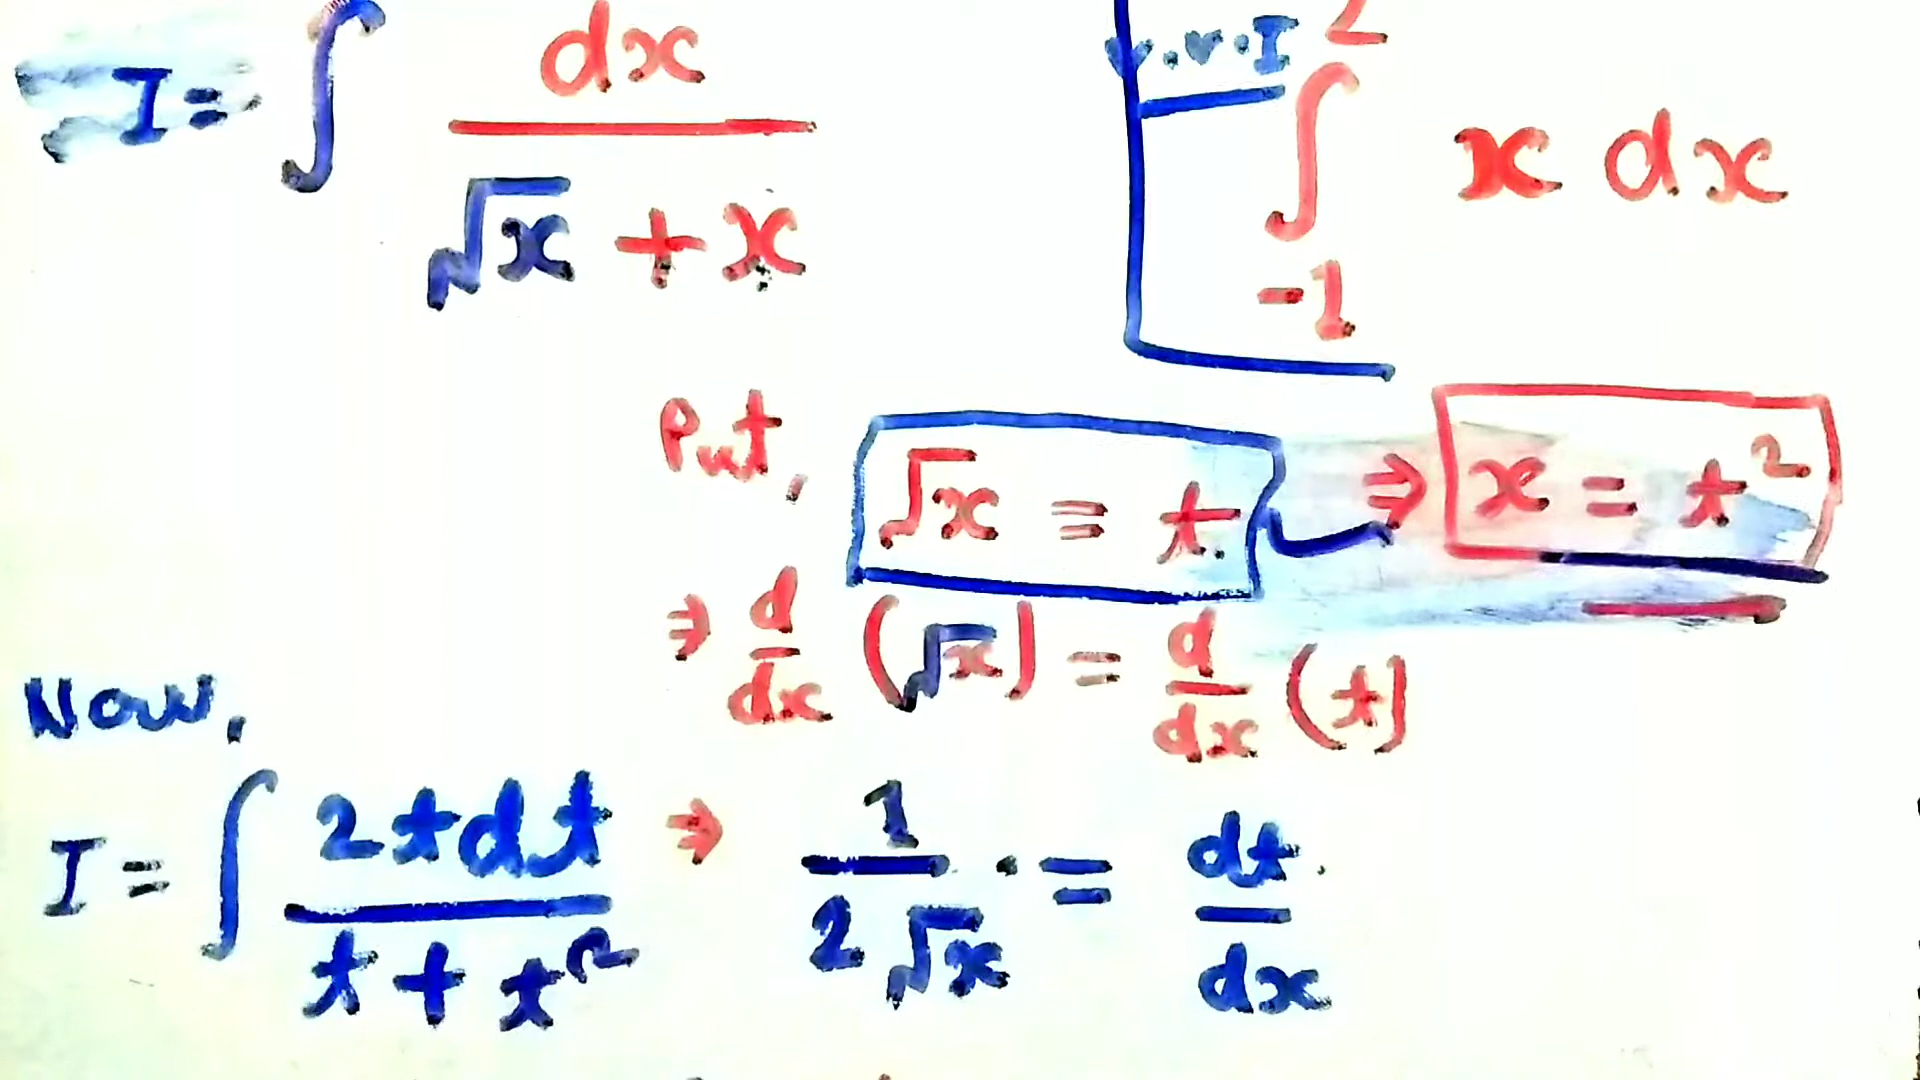 I = ∫ dx / (√x + x)
v.v.I ∫_{-1}^{2} x dx
Put, √x = t ⇒ x = t²
⇒ d/dx (√x) = d/dx (t)
⇒ 1/(2√x) · = dt/dx
Now,
I = ∫ 2t dt / (t + t²)